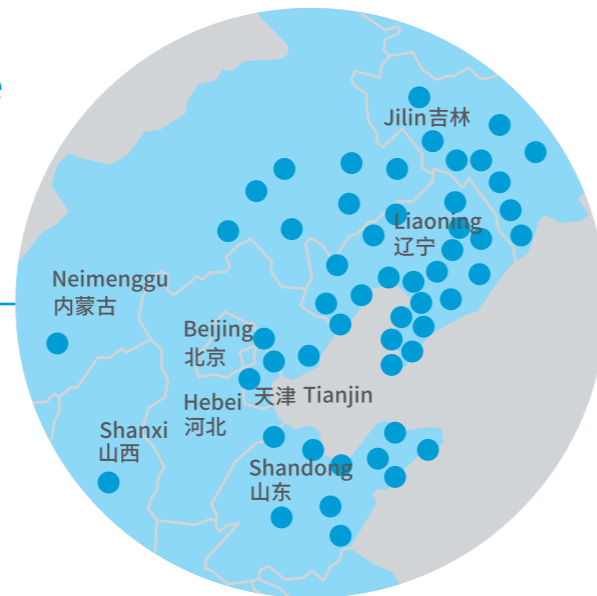 e
Jilin吉林
Liaoning
辽宁
Neimenggu
内蒙古
Beijing
北京
天津 Tianjin
Hebei
河北
Shanxi
山西
Shandong
山东